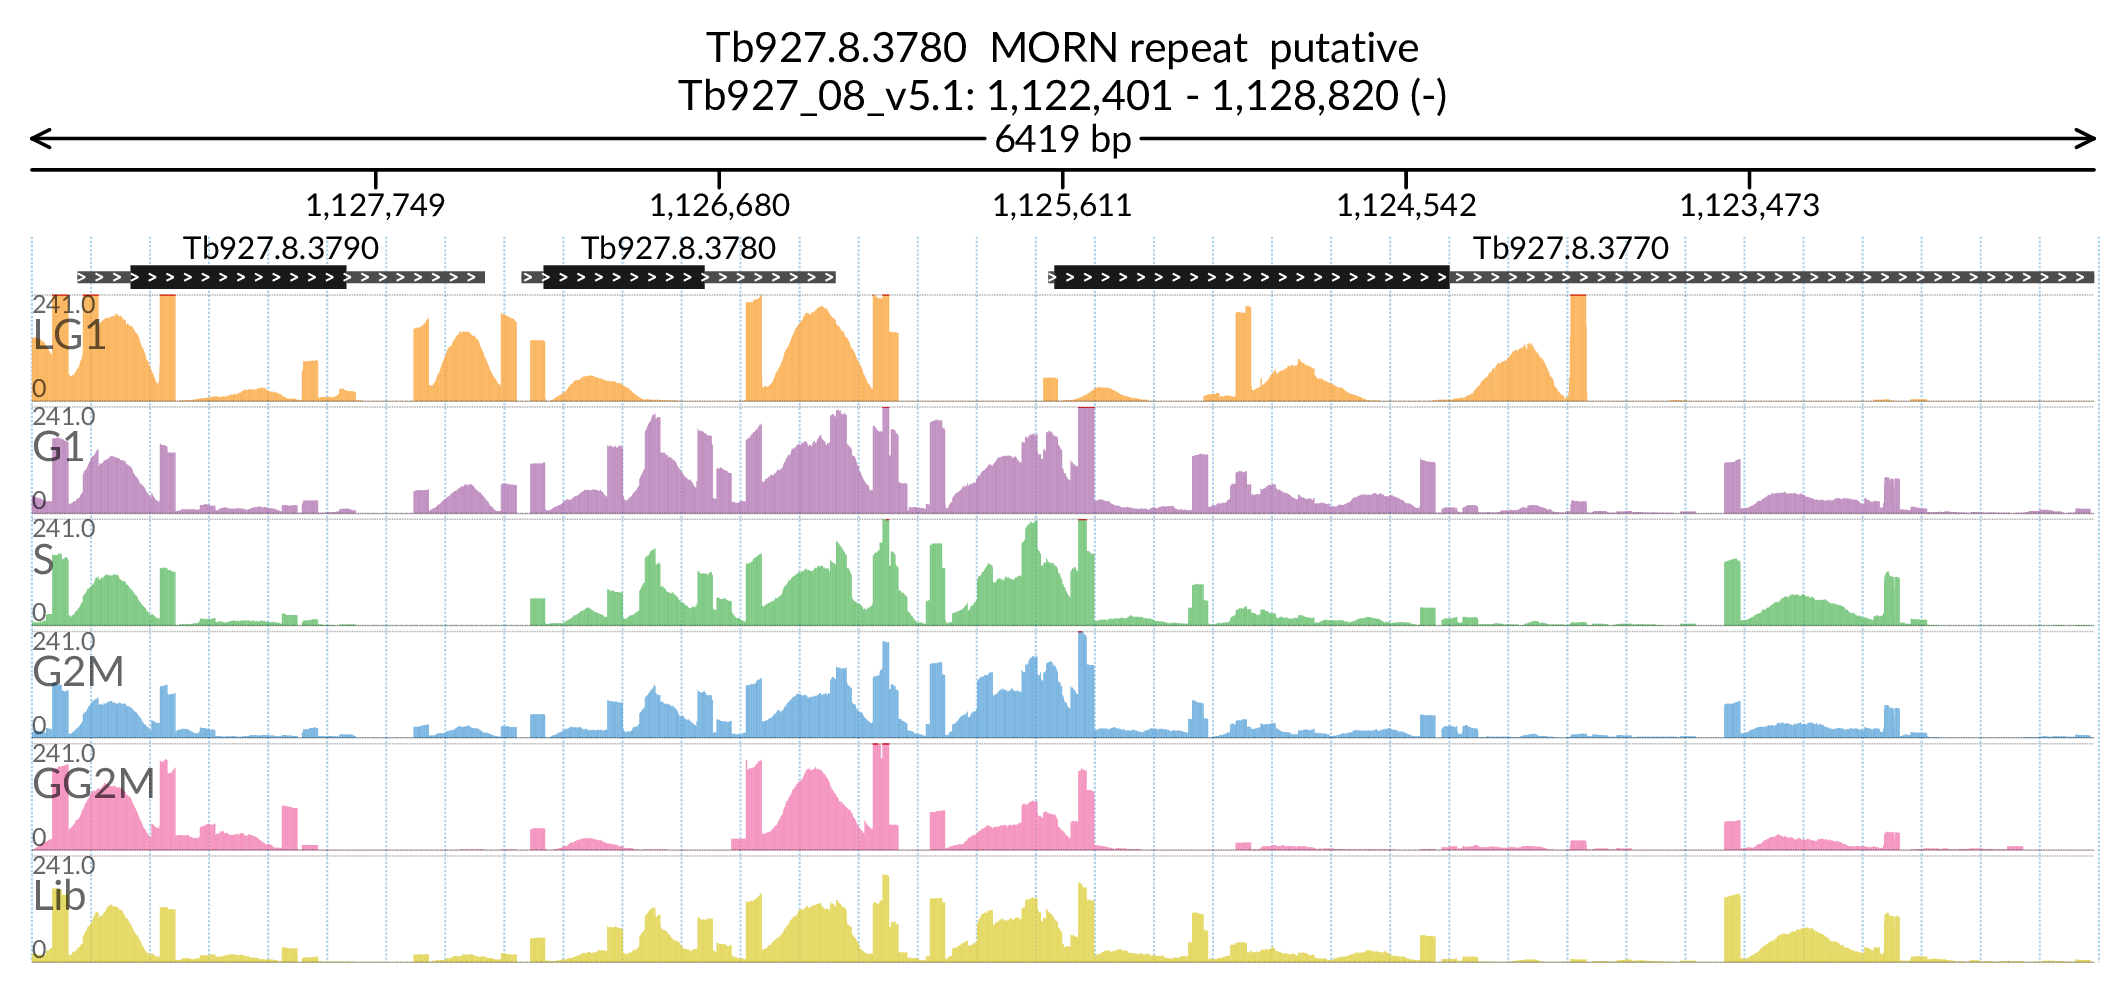 Tb927.8.3780  MORN repeat  putative
Tb927_08_v5.1: 1,122,401 - 1,128,820 (-)
6419 bp
1,127,749 1,126,680 1,125,611 1,124,542 1,123,473
Tb927.8.3790 Tb927.8.3780 Tb927.8.3770
241.0
LG1
0
241.0
G1
0
241.0
S
0
241.0
G2M
0
241.0
GG2M
0
241.0
Lib
0